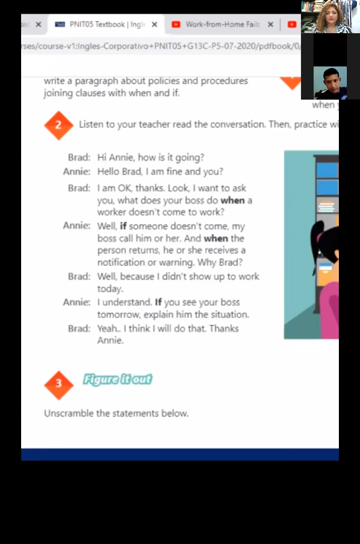 PNIT05 Textbook | Ingl
Work-from-Home Fail
rses/course-v1:Ingles-Corporativo+PNIT05+G13C-P5-07-2020/pdfbook/0/
write a paragraph about policies and procedures
joining clauses with when and if.
when
2 Listen to your teacher read the conversation. Then, practice wi
Brad: Hi Annie, how is it going?
Annie: Hello Brad, I am fine and you?
Brad: I am OK, thanks. Look, I want to ask
you, what does your boss do when a
worker doesn't come to work?
Annie: Well, if someone doesn't come, my
boss call him or her. And when the
person returns, he or she receives a
notification or warning. Why Brad?
Brad: Well, because I didn't show up to work
today.
Annie: I understand. If you see your boss
tomorrow, explain him the situation.
Brad: Yeah.. I think I will do that. Thanks
Annie.
3 Figure it out
Unscramble the statements below.